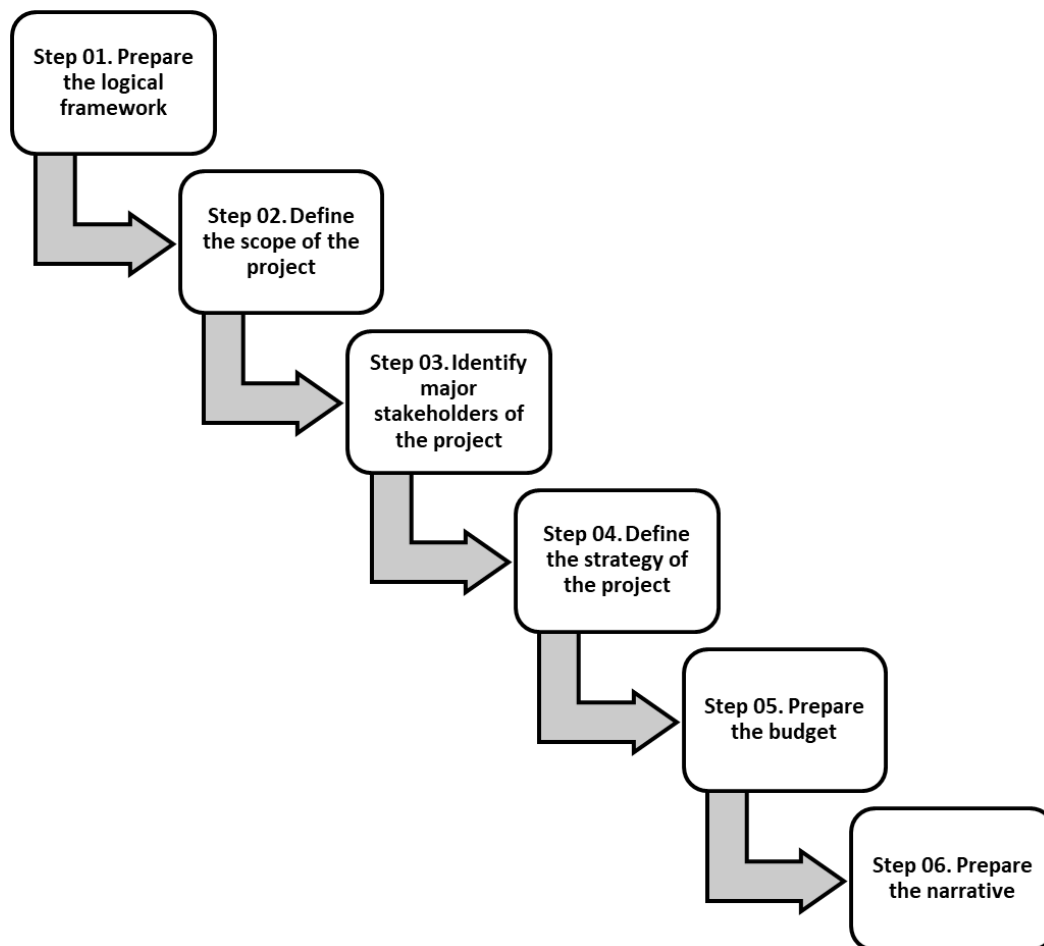 Step 01. Prepare
the logical
framework
Step 02. Define
the scope of the
project
Step 03. Identify
major
stakeholders of
the project
Step 04. Define
the strategy of
the project
Step 05. Prepare
the budget
Step 06. Prepare
the narrative